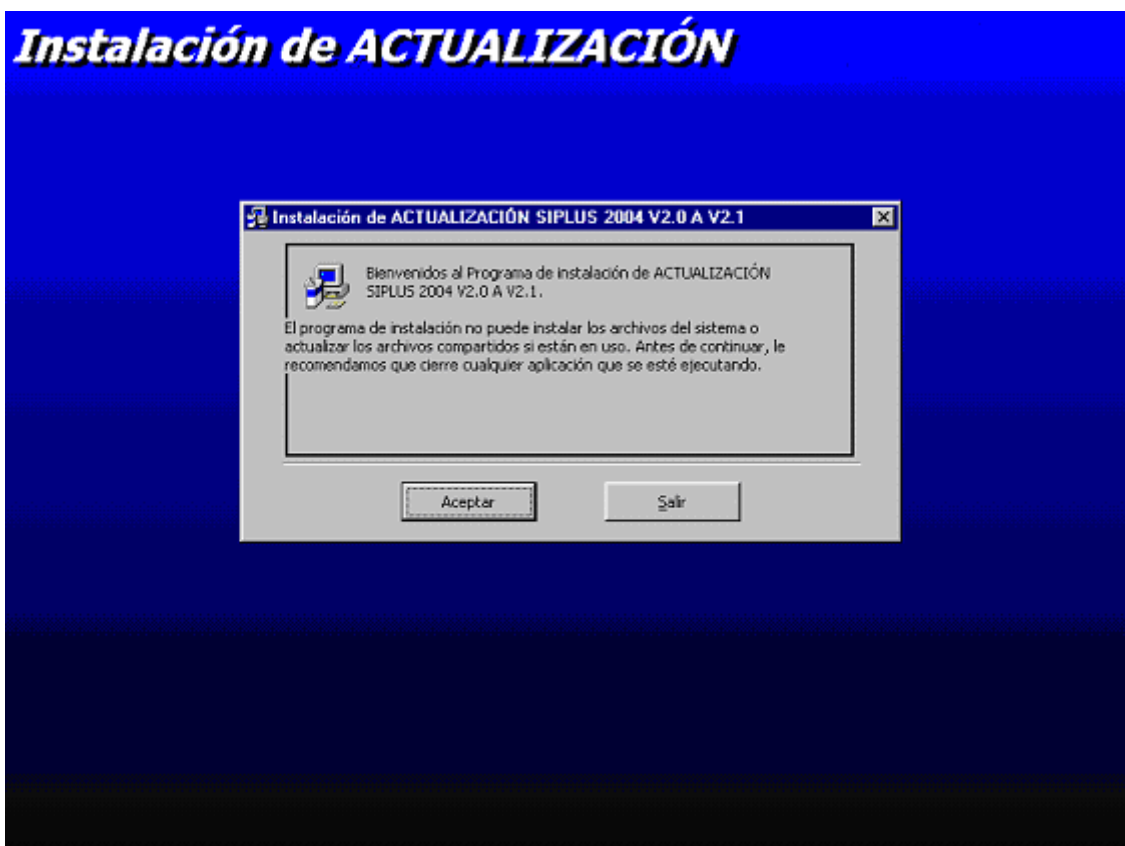 Instalación de ACTUALIZACIÓN
Instalación de ACTUALIZACIÓN SIPLUS 2004 V2.0 A V2.1
Bienvenidos al Programa de instalación de ACTUALIZACIÓN
SIPLUS 2004 V2.0 A V2.1.
El programa de instalación no puede instalar los archivos del sistema o
actualizar los archivos compartidos si están en uso. Antes de continuar, le
recomendamos que cierre cualquier aplicación que se esté ejecutando.
Aceptar
Salir